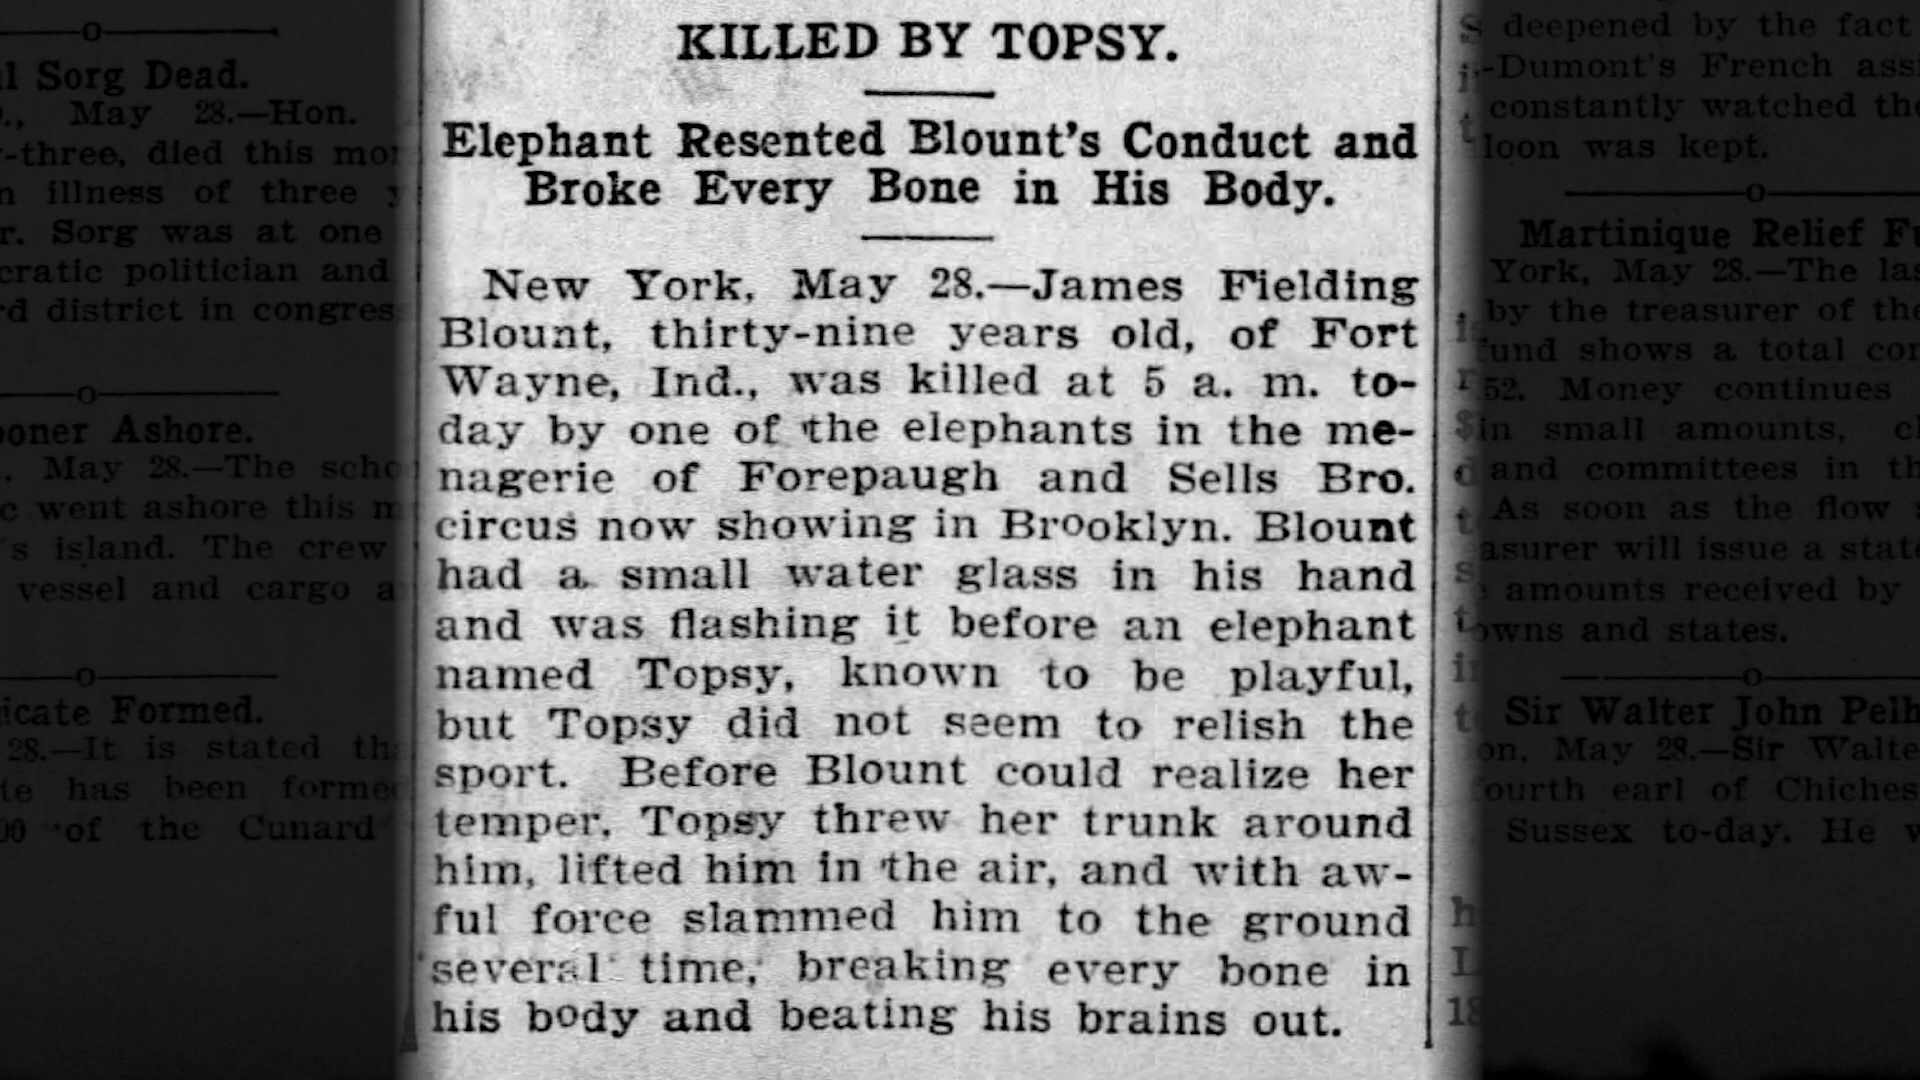 l Sorg Dead.
May 28.—Hon.
-three, died this
illness of three
r. Sorg was at one
cratic politician and
rd district in congres
Ashore.
May 28.—The
c went ashore this
's island. The crew
vessel and cargo
icate Formed.
28.—It is stated
te has been
of the Cunard
KILLED BY TOPSY.
Elephant Resented Blount's Conduct and
Broke Every Bone in His Body.
New York, May 28.—James Fielding
Blount, thirty-nine years old, of Fort
Wayne, Ind., was killed at 5 a. m. to-
day by one of the elephants in the me-
nagerie of Forepaugh and Sells Bro.
circus now showing in Brooklyn. Blount
had a small water glass in his hand
and was flashing it before an elephant
named Topsy, known to be playful,
but Topsy did not seem to relish the
sport. Before Blount could realize her
temper, Topsy threw her trunk around
him, lifted him in the air, and with aw-
ful force slammed him to the ground
several time, breaking every bone in
his body and beating his brains out.
deepened by the fact
-Dumont's French
constantly watched
loon was kept.
Martinique Relief
York, May 28.—The
by the treasurer of
fund shows a total
52. Money continues
in small amounts,
and committees in
As soon as the flow
asurer will issue a
amounts received by
owns and states.
Sir Walter John
on, May 28.—Sir
ourth earl of
Sussex to-day. He